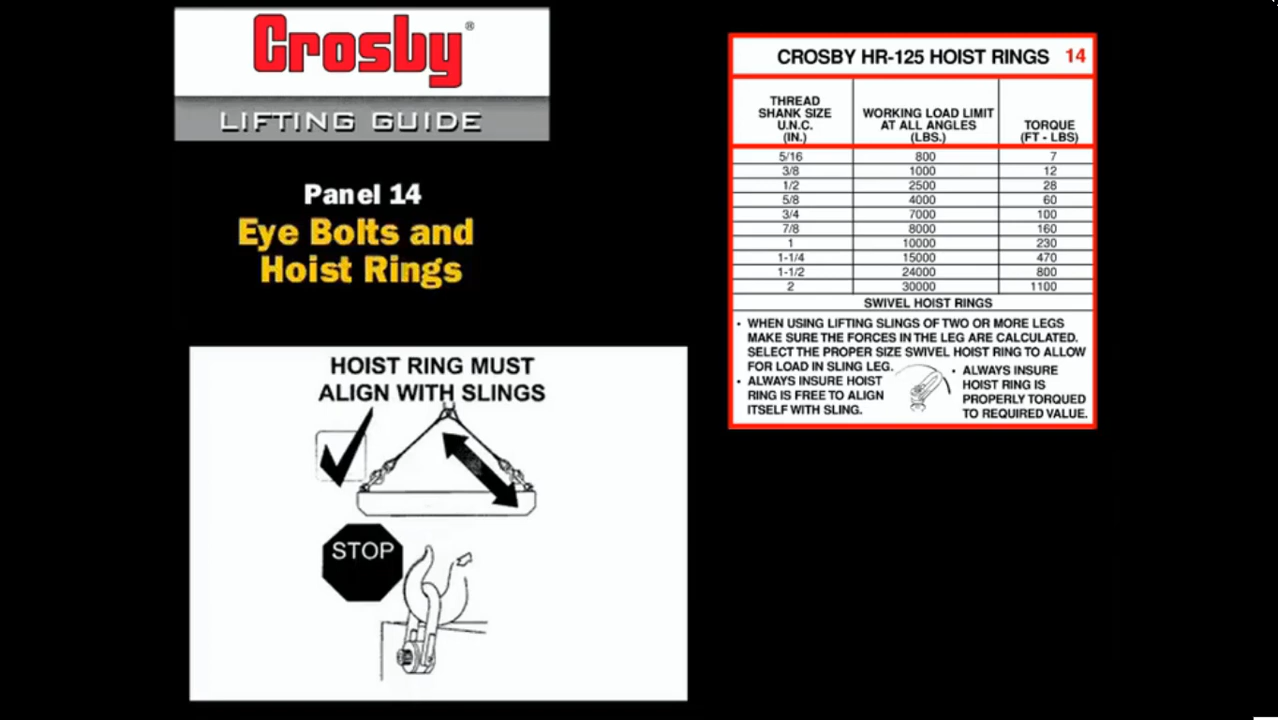 Crosby®
LIFTING GUIDE
Panel 14
Eye Bolts and
Hoist Rings
HOIST RING MUST
ALIGN WITH SLINGS
STOP
CROSBY HR-125 HOIST RINGS 14
THREAD SHANK SIZE U.N.C. (IN.) WORKING LOAD LIMIT AT ALL ANGLES (LBS.) TORQUE (FT - LBS)
5/16 800 7
3/8 1000 12
1/2 2500 28
5/8 4000 60
3/4 7000 100
7/8 8000 160
1 10000 230
1-1/4 15000 470
1-1/2 24000 800
2 30000 1100
SWIVEL HOIST RINGS
• WHEN USING LIFTING SLINGS OF TWO OR MORE LEGS
MAKE SURE THE FORCES IN THE LEG ARE CALCULATED.
SELECT THE PROPER SIZE SWIVEL HOIST RING TO ALLOW
FOR LOAD IN SLING LEG.
• ALWAYS INSURE HOIST
RING IS FREE TO ALIGN
ITSELF WITH SLING.
• ALWAYS INSURE
HOIST RING IS
PROPERLY TORQUED
TO REQUIRED VALUE.